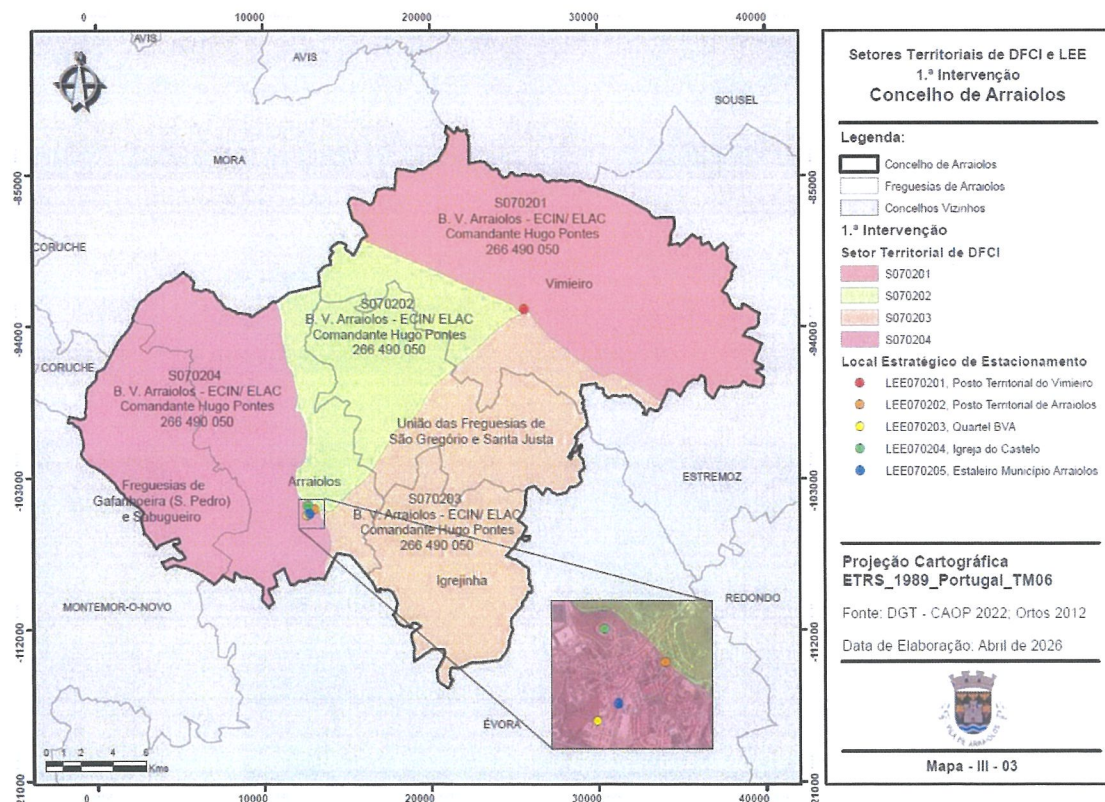 0
10000
20000
30000
40000
AVIS
AVIS
SOUSEL
MORA
CORUCHE
CORUCHE
MONTEMOR-O-NOVO
ÉVORA
REDONDO
ESTREMOZ
-85000
-94000
-103000
-112000
-85000
-94000
-103000
-112000
S070201
B. V. Arraiolos - ECIN/ ELAC
Comandante Hugo Pontes
266 490 050
Vimieiro
S070202
B. V. Arraiolos - ECIN/ ELAC
Comandante Hugo Pontes
266 490 050
S070204
B. V. Arraiolos - ECIN/ ELAC
Comandante Hugo Pontes
266 490 050
União das Freguesias de
São Gregório e Santa Justa
Arraiolos
Freguesias de
Gafanhoeira (S. Pedro)
e Sabugueiro
S070203
B. V. Arraiolos - ECIN/ ELAC
Comandante Hugo Pontes
266 490 050
Igrejinha
0 1 2 4 6
Kms
0
10000
20000
30000
40000
Setores Territoriais de DFCI e LEE
1.ª Intervenção
Concelho de Arraiolos
Legenda:
Concelho de Arraiolos
Freguesias de Arraiolos
Concelhos Vizinhos
1.ª Intervenção
Setor Territorial de DFCI
S070201
S070202
S070203
S070204
Local Estratégico de Estacionamento
LEE070201, Posto Territorial do Vimieiro
LEE070202, Posto Territorial de Arraiolos
LEE070203, Quartel BVA
LEE070204, Igreja do Castelo
LEE070205, Estaleiro Município Arraiolos
Projeção Cartográfica
ETRS_1989_Portugal_TM06
Fonte: DGT - CAOP 2022; Ortos 2012
Data de Elaboração: Abril de 2026
Mapa - III - 03